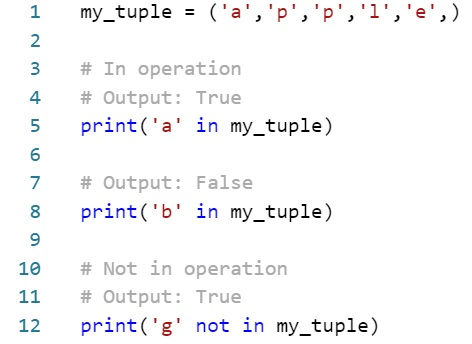 1 my_tuple = ('a','p','p','l','e',)
2
3 # In operation
4 # Output: True
5 print('a' in my_tuple)
6
7 # Output: False
8 print('b' in my_tuple)
9
10 # Not in operation
11 # Output: True
12 print('g' not in my_tuple)